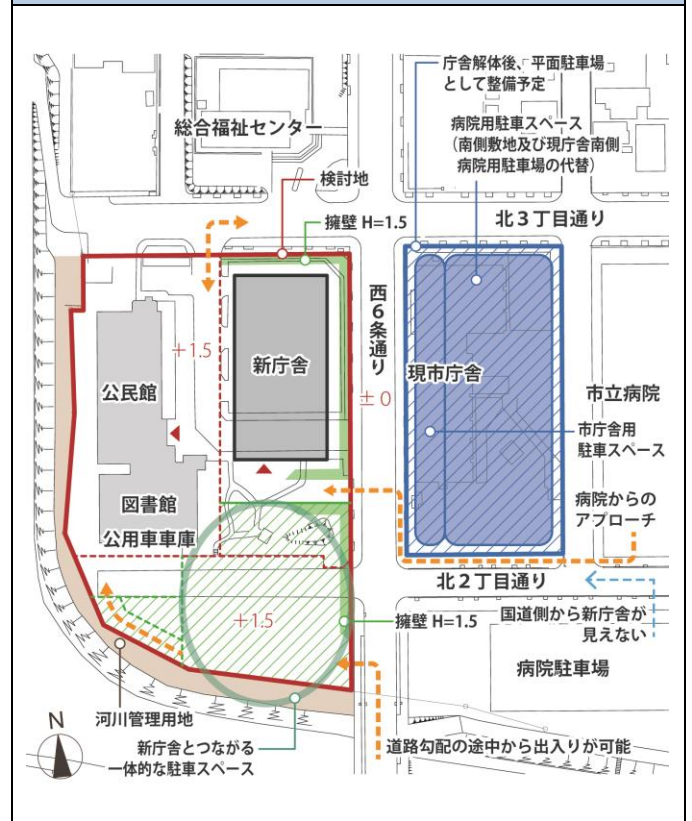 庁舎解体後、平面駐車場
として整備予定
総合福祉センター
病院用駐車スペース
（南側敷地及び現庁舎南側
病院用駐車場の代替）
検討地
擁壁 H=1.5
北3丁目通り
西6条通り
+1.5
新庁舎
±0
現市庁舎
市立病院
公民館
市庁舎用
駐車スペース
図書館
公用車車庫
病院からの
アプローチ
北2丁目通り
+1.5
擁壁 H=1.5
国道側から新庁舎が
見えない
病院駐車場
N
河川管理用地
新庁舎とつながる
一体的な駐車スペース
道路勾配の途中から出入りが可能